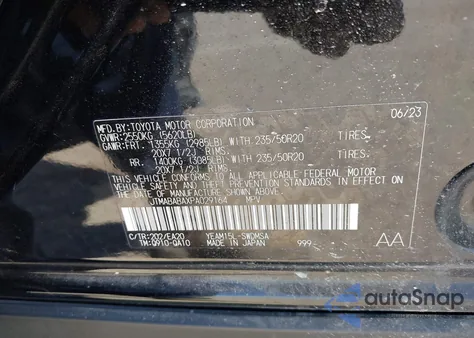 MFD.BY:TOYOTA MOTOR CORPORATION 06/23
GVWR:2550KG (5620LB)
GAWR:FRT. 1355KG (2985LB) WITH 235/50R20 TIRES,
20X7 1/2J RIMS,
RR. 1400KG (3085LB) WITH 235/50R20 TIRES,
20X7 1/2J RIMS,
THIS VEHICLE CONFORMS TO ALL APPLICABLE FEDERAL MOTOR
VEHICLE SAFETY, BUMPER, AND THEFT PREVENTION STANDARDS IN
EFFECT ON THE DATE OF MANUFACTURE SHOWN ABOVE.
JTMABABAXPA029164 MPV
C/TR:202/EA20 YEAM15L-SWDMSA AA
TM:Q910-QA10 MADE IN JAPAN 999
autoSnap